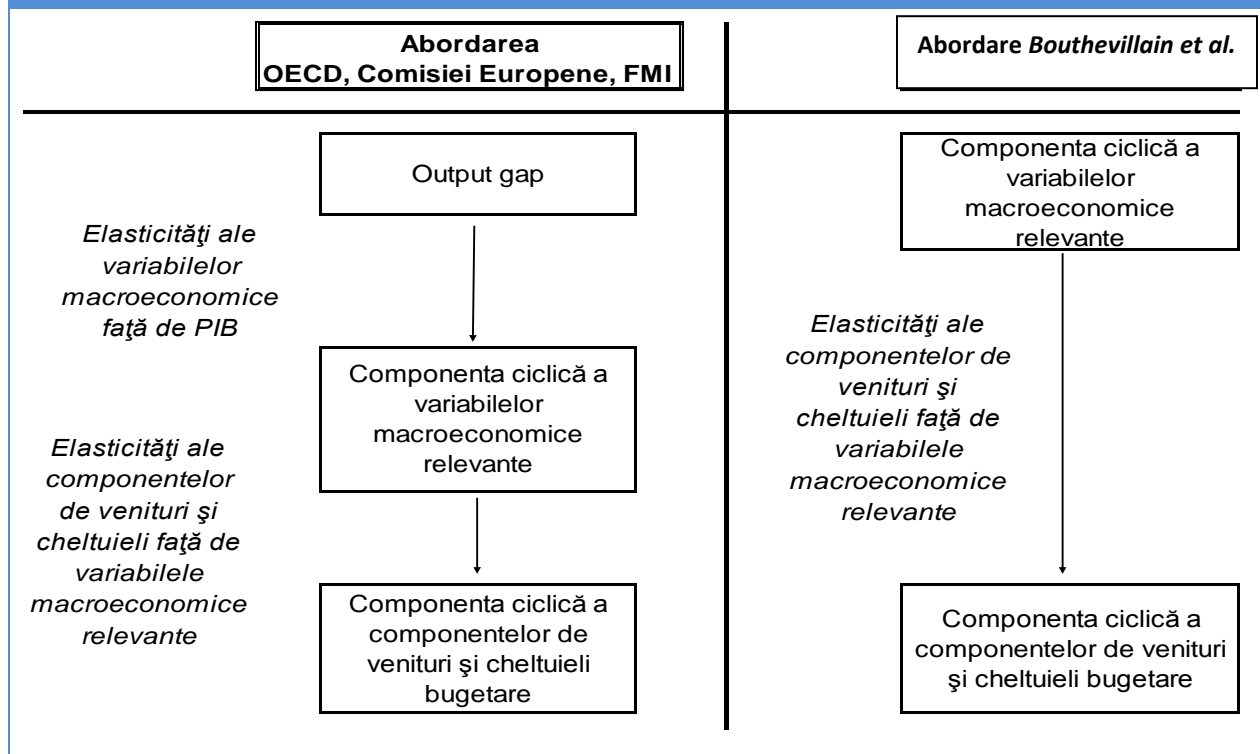 Abordarea
OECD, Comisiei Europene, FMI
Output gap
Elasticităţi ale
variabilelor
macroeconomice
faţă de PIB
Componenta ciclică a
variabilelor
macroeconomice
relevante
Elasticităţi ale
componentelor
de venituri şi
cheltuieli faţă de
variabilele
macroeconomice
relevante
Componenta ciclică a
componentelor de
venituri şi cheltuieli
bugetare
Abordare Bouthevillain et al.
Componenta ciclică a
variabilelor
macroeconomice
relevante
Elasticităţi ale
componentelor de
venituri şi
cheltuieli faţă de
variabilele
macroeconomice
relevante
Componenta ciclică a
componentelor de venituri
şi cheltuieli bugetare